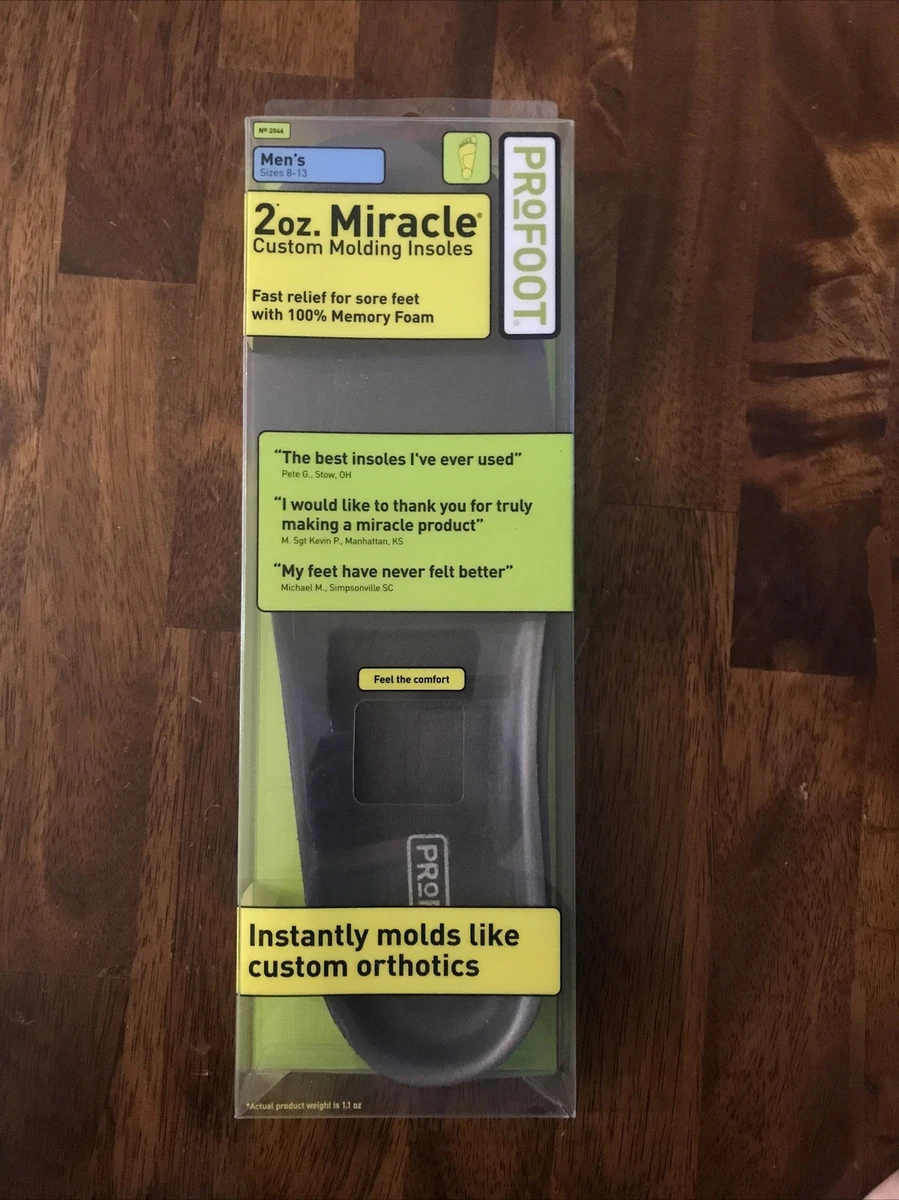 Nº 2046
Men's
Sizes 8-13
PROFOOT®
2*oz. Miracle®
Custom Molding Insoles
Fast relief for sore feet
with 100% Memory Foam
"The best insoles I've ever used"
Pete G., Stow, OH
"I would like to thank you for truly
making a miracle product"
M. Sgt Kevin P., Manhattan, KS
"My feet have never felt better"
Michael M., Simpsonville SC
Feel the comfort
PRO
Instantly molds like
custom orthotics
*Actual product weight is 1.1 oz